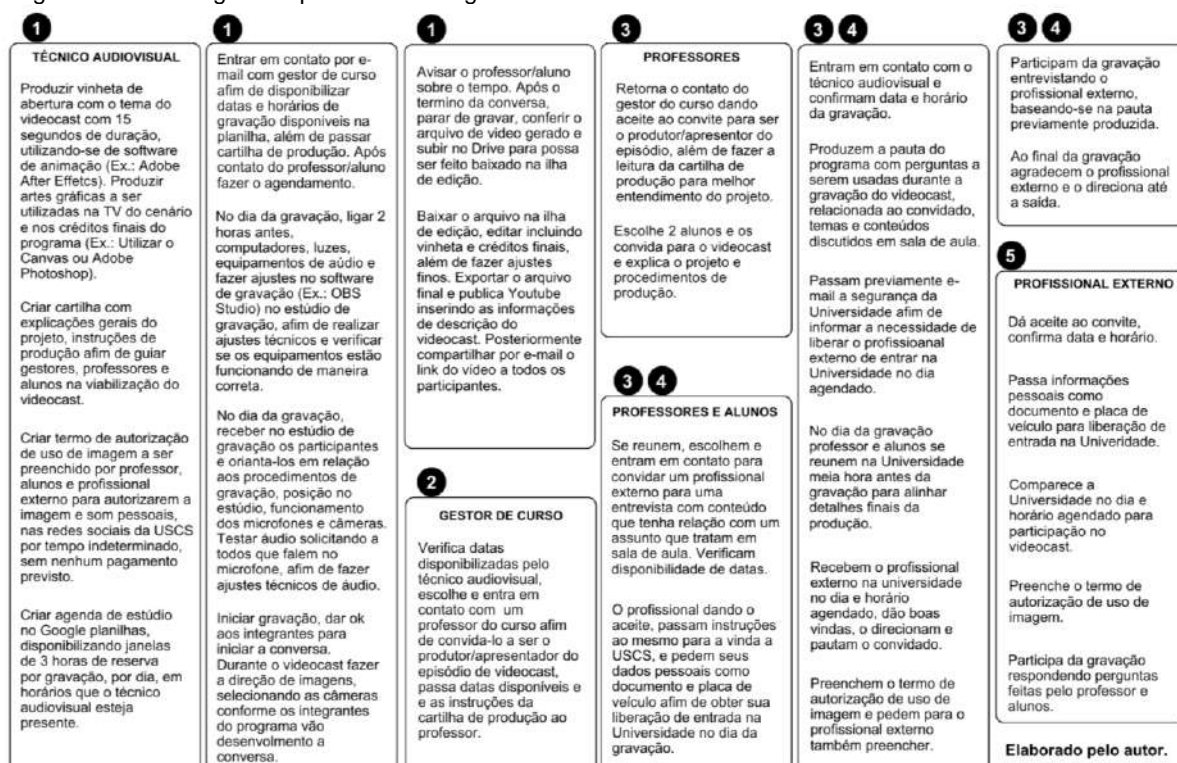 1
TÉCNICO AUDIOVISUAL
Produzir vinheta de
abertura com o tema do
videocast com 15
segundos de duração,
utilizando-se de software
de animação (Ex.: Adobe
After Effetcs). Produzir
artes gráficas a ser
utilizadas na TV do cenário
e nos créditos finais do
programa (Ex.: Utilizar o
Canvas ou Adobe
Photoshop).
Criar cartilha com
explicações gerais do
projeto, instruções de
produção afim de guiar
gestores, professores e
alunos na viabilização do
videocast.
Criar termo de autorização
de uso de imagem a ser
preenchido por professor,
alunos e profissional
externo para autorizarem a
imagem e som pessoais,
nas redes sociais da USCS
por tempo indeterminado,
sem nenhum pagamento
previsto.
Criar agenda de estúdio
no Google planilhas,
disponibilizando janelas
de 3 horas de reserva
por gravação, por dia, em
horários que o técnico
audiovisual esteja
presente.
1
Entrar em contato por e-
mail com gestor de curso
afim de disponibilizar
datas e horários de
gravação disponíveis na
planilha, além de passar
cartilha de produção. Após
contato do professor/aluno
fazer o agendamento.
No dia da gravação, ligar 2
horas antes,
computadores, luzes,
equipamentos de aúdio e
fazer ajustes no software
de gravação (Ex.: OBS
Studio) no estúdio de
gravação, afim de realizar
ajustes técnicos e verificar
se os equipamentos estão
funcionando de maneira
correta.
No dia da gravação,
receber no estúdio de
gravação os participantes
e orienta-los em relação
aos procedimentos de
gravação, posição no
estúdio, funcionamento
dos microfones e câmeras.
Testar áudio solicitando a
todos que falem no
microfone, afim de fazer
ajustes técnicos de áudio.
Iniciar gravação, dar ok
aos integrantes para
iniciar a conversa.
Durante o videocast fazer
a direção de imagens,
selecionando as câmeras
conforme os integrantes
do programa vão
desenvolvimento a
conversa.
1
Avisar o professor/aluno
sobre o tempo. Após o
termino da conversa,
parar de gravar, conferir o
arquivo de video gerado e
subir no Drive para possa
ser feito baixado na ilha
de edição.
Baixar o arquivo na ilha
de edição, editar incluindo
vinheta e créditos finais,
além de fazer ajustes
finos. Exportar o arquivo
final e publica Youtube
inserindo as informações
de descrição do
videocast. Posteriormente
compartilhar por e-mail o
link do vídeo a todos os
participantes.
2
GESTOR DE CURSO
Verifica datas
disponibilizadas pelo
técnico audiovisual,
escolhe e entra em
contato com um
professor do curso afim
de convida-lo a ser o
produtor/apresentador do
episódio de videocast,
passa datas disponíveis e
e as instruções da
cartilha de produção ao
professor.
3
PROFESSORES
Retorna o contato do
gestor do curso dando
aceite ao convite para ser
o produtor/apresentor do
episódio, além de fazer a
leitura da cartilha de
produção para melhor
entendimento do projeto.
Escolhe 2 alunos e os
convida para o videocast
e explica o projeto e
procedimentos de
produção.
3 4
PROFESSORES E ALUNOS
Se reunem, escolhem e
entram em contato para
convidar um profissional
externo para uma
entrevista com conteúdo
que tenha relação com um
assunto que tratam em
sala de aula. Verificam
disponibilidade de datas.
O profissional dando o
aceite, passam instruções
ao mesmo para a vinda a
USCS, e pedem seus
dados pessoais como
documento e placa de
veículo afim de obter sua
liberação de entrada na
Universidade no dia da
gravação.
3 4
Entram em contato com o
técnico audiovisual e
confirmam data e horário
da gravação.
Produzem a pauta do
programa com perguntas a
serem usadas durante a
gravação do videocast,
relacionada ao convidado,
temas e conteúdos
discutidos em sala de aula.
Passam previamente e-
mail a segurança da
Universidade afim de
informar a necessidade de
liberar o profissioanal
externo de entrar na
Universidade no dia
agendado.
No dia da gravação
professor e alunos se
reunem na Universidade
meia hora antes da
gravação para alinhar
detalhes finais da
produção.
Recebem o profissional
externo na universidade
no dia e horário
agendado, dão boas
vindas, o direcionam e
pautam o convidado.
Preenchem o termo de
autorização de uso de
imagem e pedem para o
profissional externo
também preencher.
3 4
Participam da gravação
entrevistando o
profissional externo,
baseando-se na pauta
previamente produzida.
Ao final da gravação
agradecem o profissional
externo e o direciona até
a saída.
5
PROFISSIONAL EXTERNO
Dá aceite ao convite,
confirma data e horário.
Passa informações
pessoais como
documento e placa de
veículo para liberação de
entrada na Univeridade.
Comparece a
Universidade no dia e
horário agendado para
participação no
videocast.
Preenche o termo de
autorização de uso de
imagem.
Participa da gravação
respondendo perguntas
feitas pelo professor e
alunos.
Elaborado pelo autor.